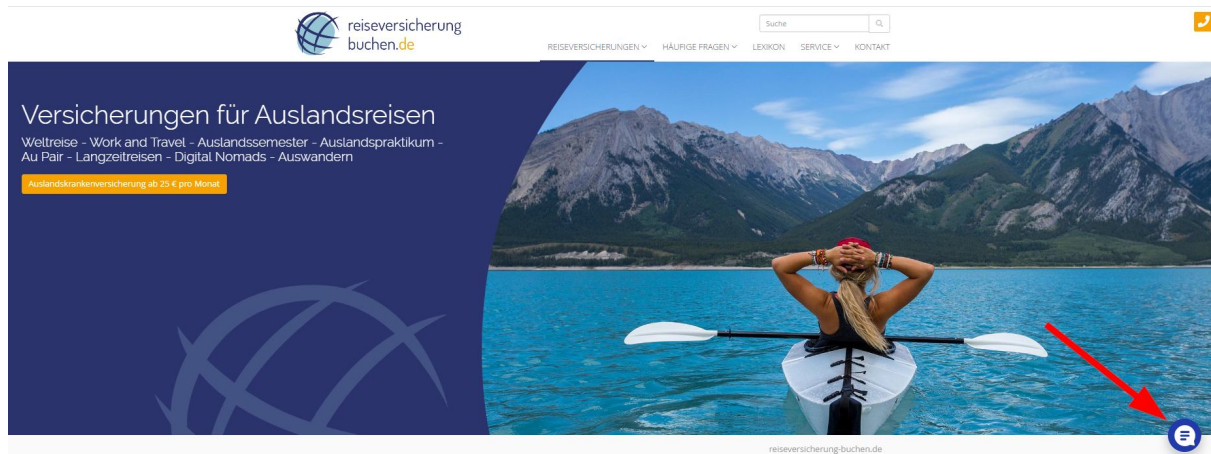 reiseversicherung
buchen.de
Suche
REISEVERSICHERUNGEN
HÄUFIGE FRAGEN
LEXIKON
SERVICE
KONTAKT
Versicherungen für Auslandsreisen
Weltreise - Work and Travel - Auslandssemester - Auslandspraktikum -
Au Pair - Langzeitreisen - Digital Nomads - Auswandern
Auslandskrankenversicherung ab 25 € pro Monat
reiseversicherung-buchen.de